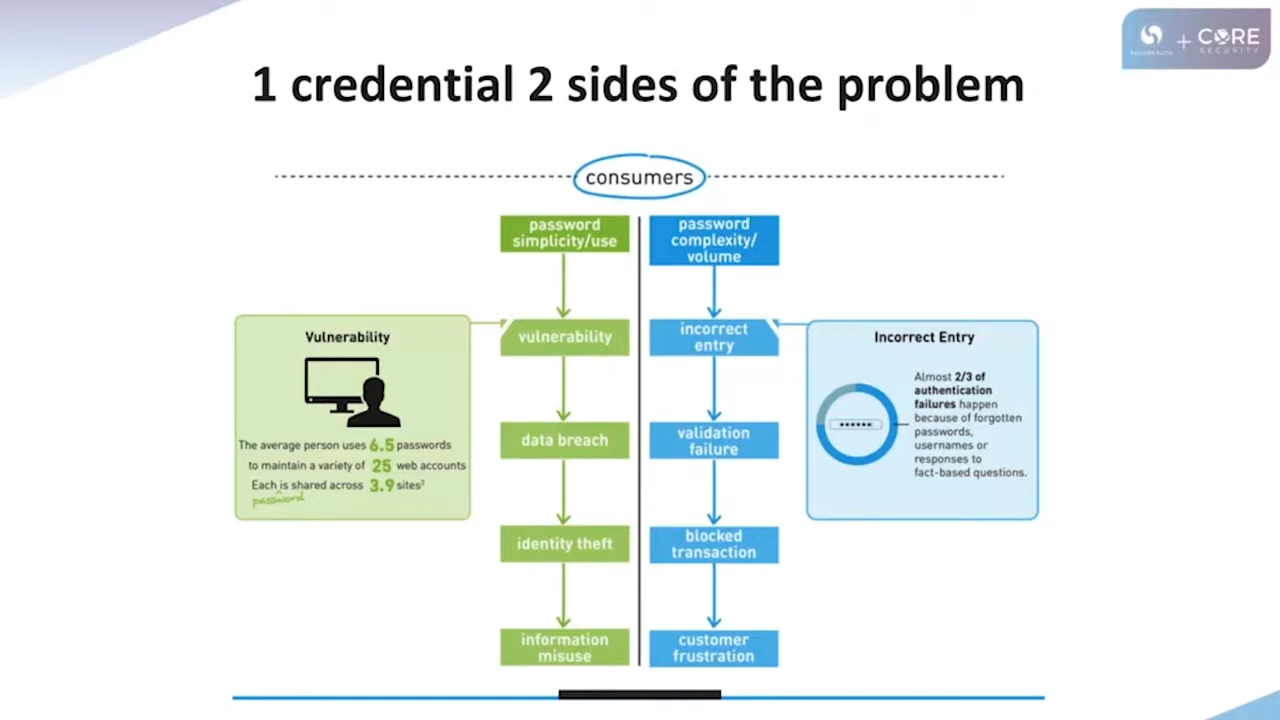 SECUREAUTH + CORE
SECURITY
1 credential 2 sides of the problem
consumers
password
simplicity/use
vulnerability
data breach
identity theft
information
misuse
password
complexity/
volume
incorrect
entry
validation
failure
blocked
transaction
customer
frustration
Vulnerability
The average person uses 6.5 passwords
to maintain a variety of 25 web accounts
Each is shared across 3.9 sites²
password
Incorrect Entry
Almost 2/3 of
authentication
failures happen
because of forgotten
passwords,
usernames or
responses to
fact-based questions.